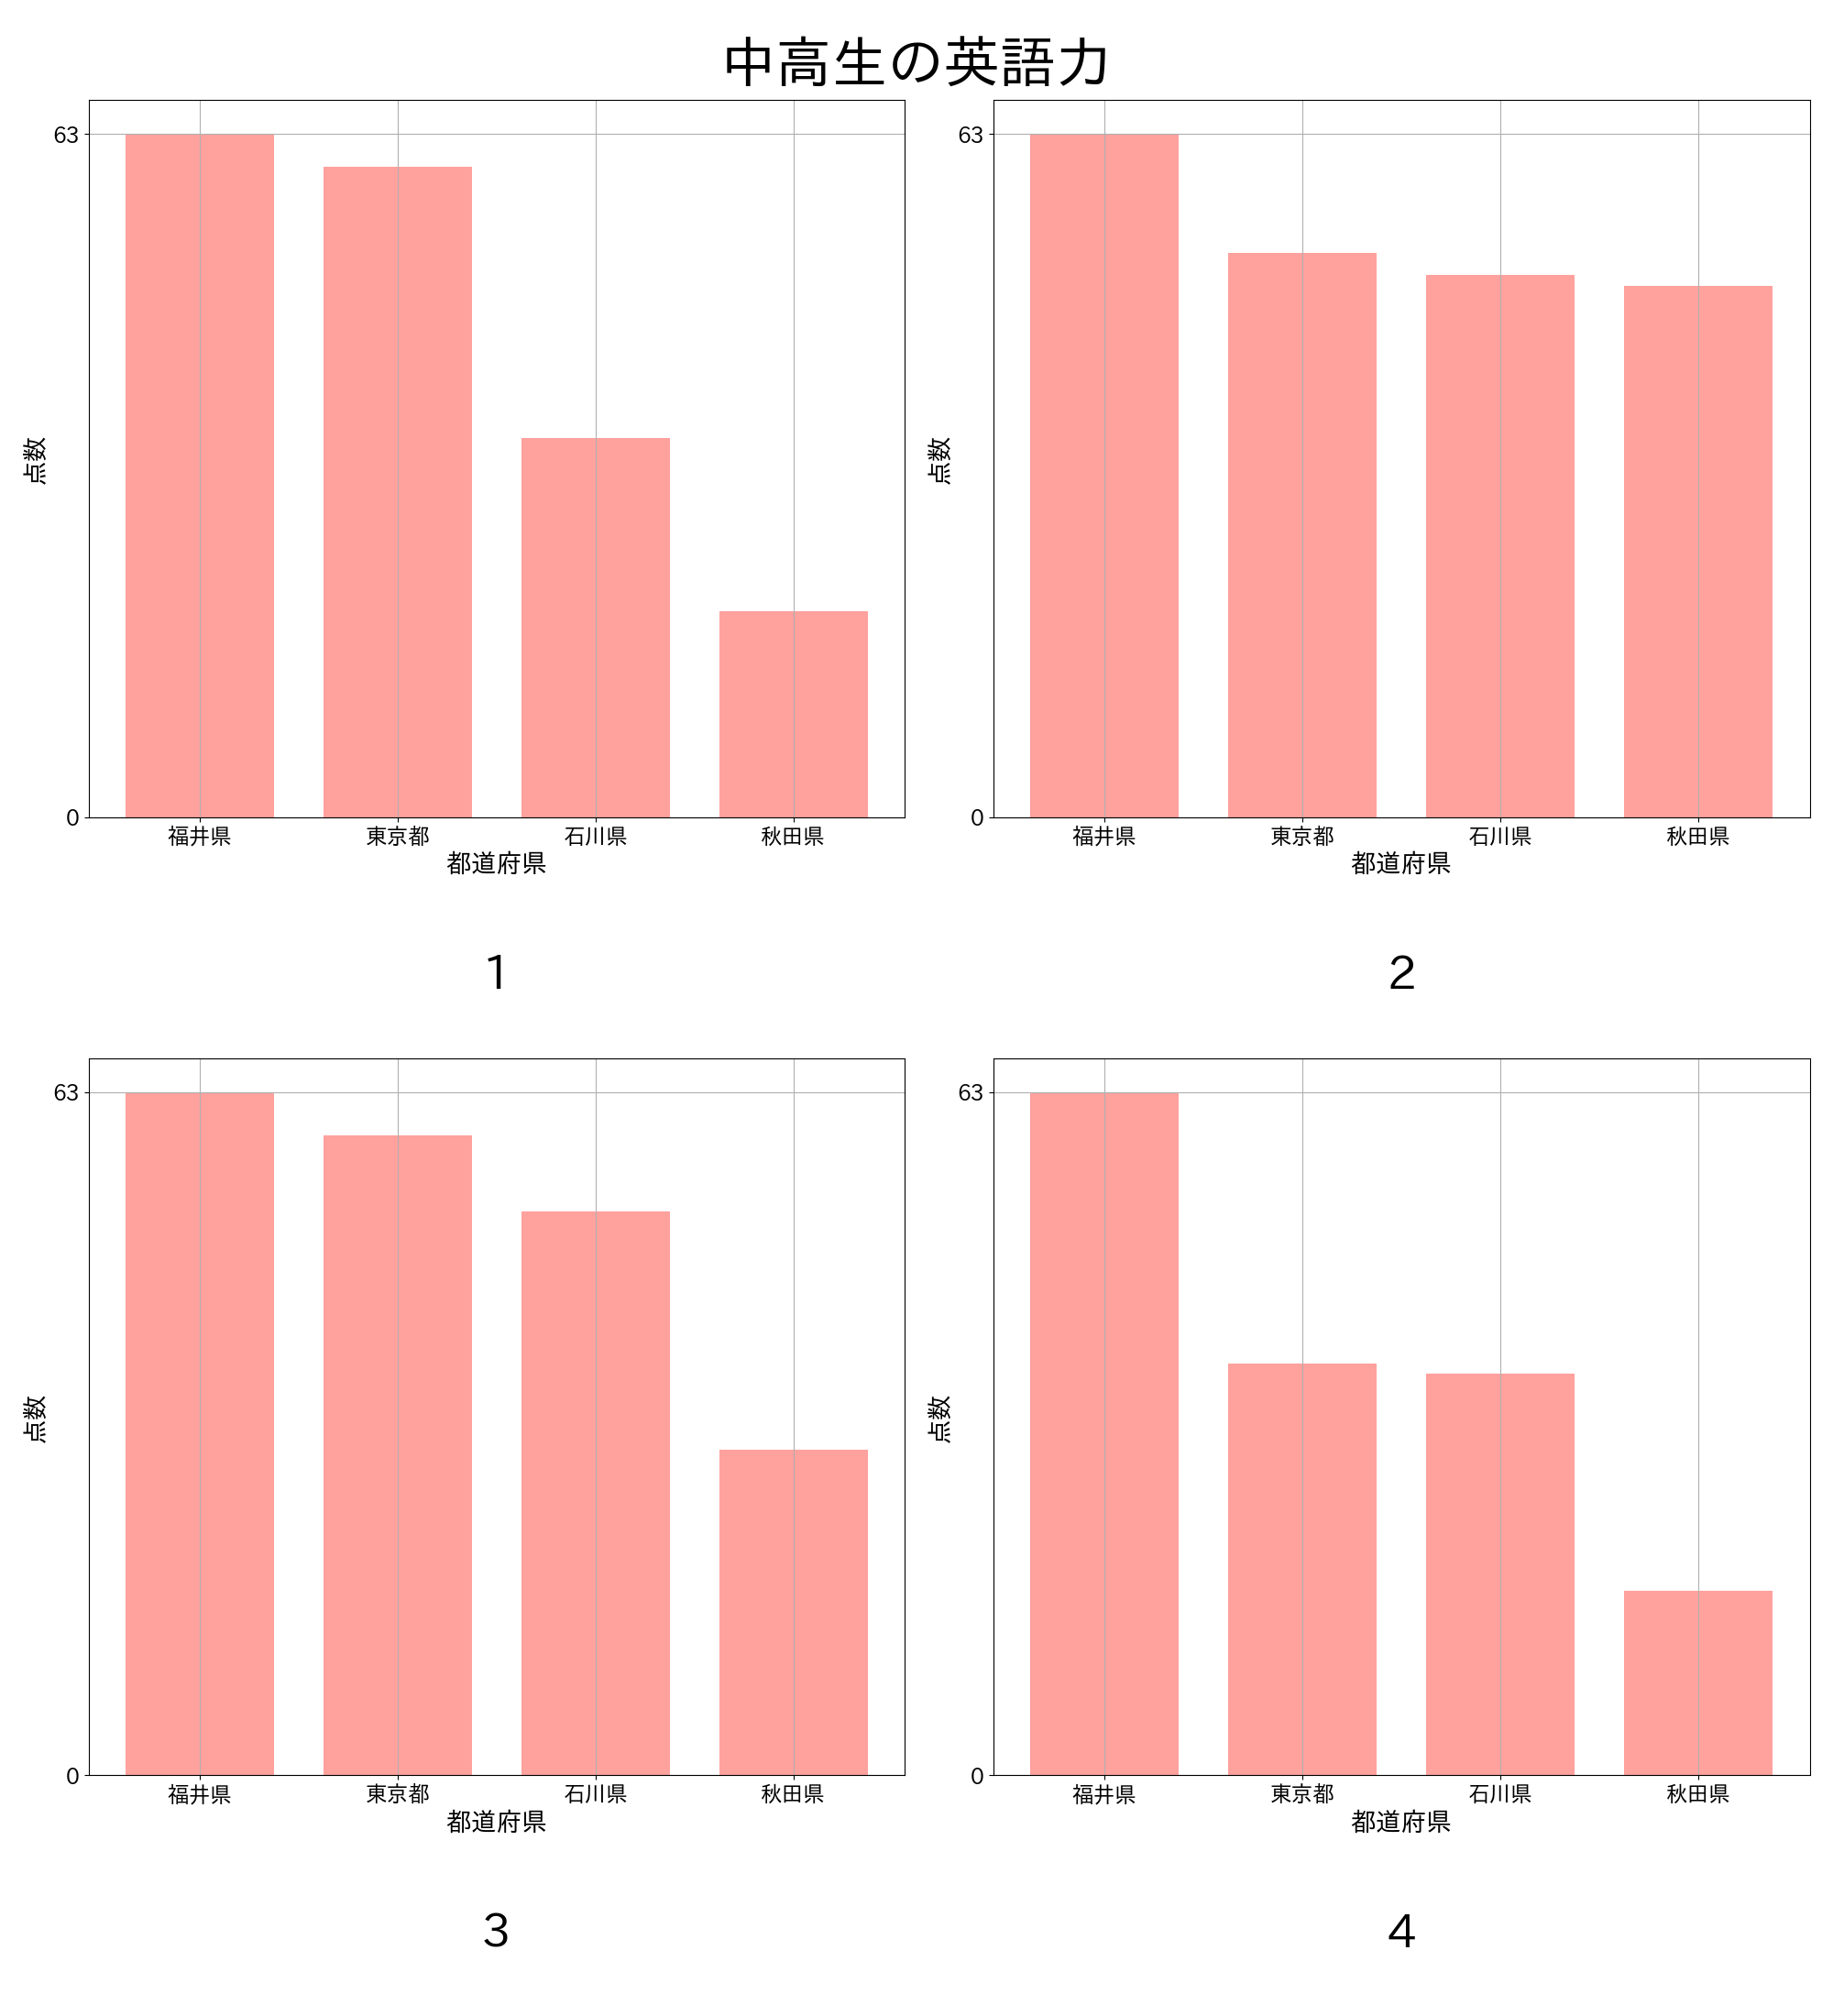 中高生の英語力
63
点数
0
福井県 東京都 石川県 秋田県
都道府県
1
63
点数
0
福井県 東京都 石川県 秋田県
都道府県
2
63
点数
0
福井県 東京都 石川県 秋田県
都道府県
3
63
点数
0
福井県 東京都 石川県 秋田県
都道府県
4